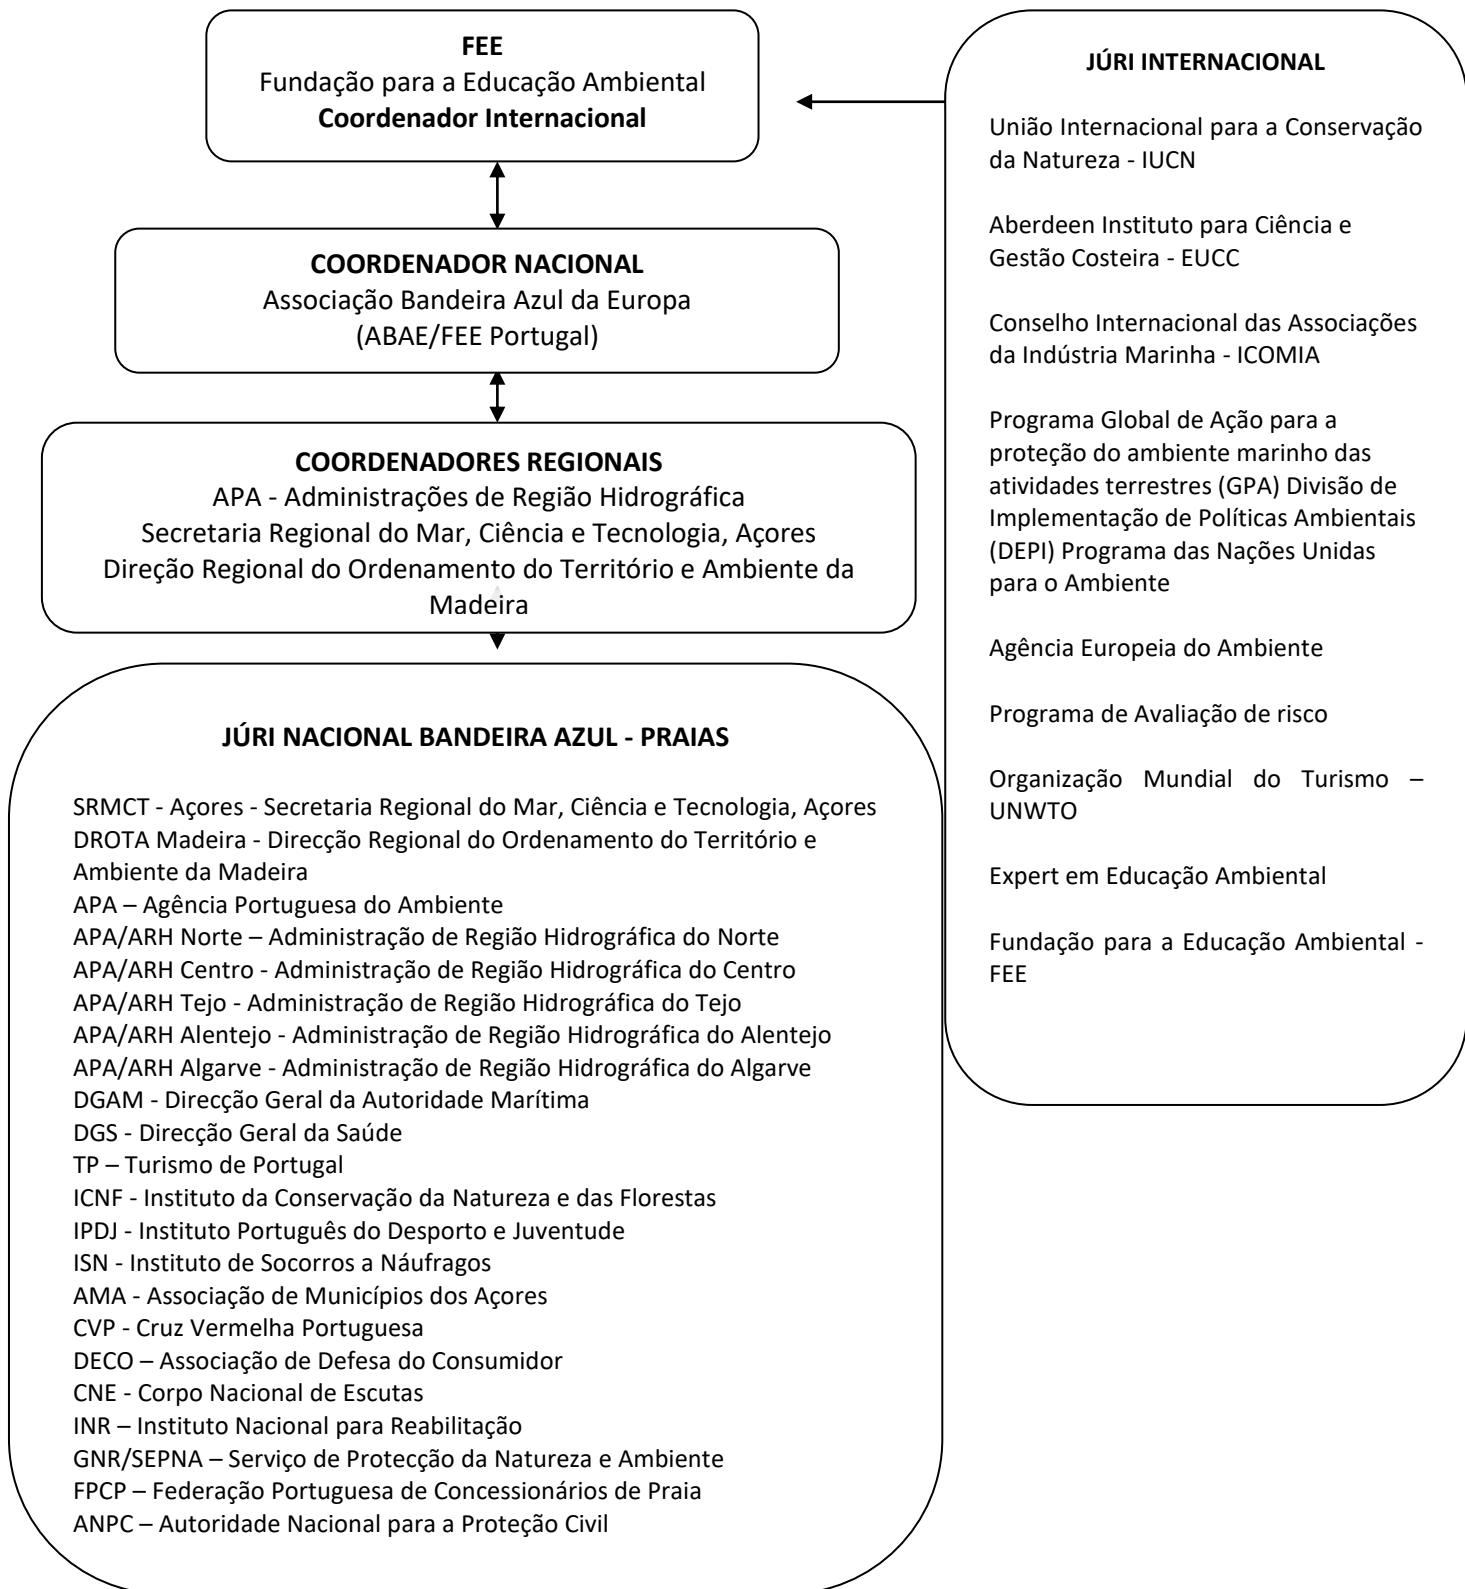 FEE
Fundação para a Educação Ambiental
Coordenador Internacional
COORDENADOR NACIONAL
Associação Bandeira Azul da Europa
(ABAE/FEE Portugal)
COORDENADORES REGIONAIS
APA - Administrações de Região Hidrográfica
Secretaria Regional do Mar, Ciência e Tecnologia, Açores
Direção Regional do Ordenamento do Território e Ambiente da
Madeira
JÚRI NACIONAL BANDEIRA AZUL - PRAIAS
SRMCT - Açores - Secretaria Regional do Mar, Ciência e Tecnologia, Açores
DROTA Madeira - Direcção Regional do Ordenamento do Território e
Ambiente da Madeira
APA – Agência Portuguesa do Ambiente
APA/ARH Norte – Administração de Região Hidrográfica do Norte
APA/ARH Centro - Administração de Região Hidrográfica do Centro
APA/ARH Tejo - Administração de Região Hidrográfica do Tejo
APA/ARH Alentejo - Administração de Região Hidrográfica do Alentejo
APA/ARH Algarve - Administração de Região Hidrográfica do Algarve
DGAM - Direcção Geral da Autoridade Marítima
DGS - Direcção Geral da Saúde
TP – Turismo de Portugal
ICNF - Instituto da Conservação da Natureza e das Florestas
IPDJ - Instituto Português do Desporto e Juventude
ISN - Instituto de Socorros a Náufragos
AMA - Associação de Municípios dos Açores
CVP - Cruz Vermelha Portuguesa
DECO – Associação de Defesa do Consumidor
CNE - Corpo Nacional de Escutas
INR – Instituto Nacional para Reabilitação
GNR/SEPNA – Serviço de Protecção da Natureza e Ambiente
FPCP – Federação Portuguesa de Concessionários de Praia
ANPC – Autoridade Nacional para a Proteção Civil
JÚRI INTERNACIONAL
União Internacional para a Conservação
da Natureza - IUCN
Aberdeen Instituto para Ciência e
Gestão Costeira - EUCC
Conselho Internacional das Associações
da Indústria Marinha - ICOMIA
Programa Global de Ação para a
proteção do ambiente marinho das
atividades terrestres (GPA) Divisão de
Implementação de Políticas Ambientais
(DEPI) Programa das Nações Unidas
para o Ambiente
Agência Europeia do Ambiente
Programa de Avaliação de risco
Organização Mundial do Turismo –
UNWTO
Expert em Educação Ambiental
Fundação para a Educação Ambiental -
FEE